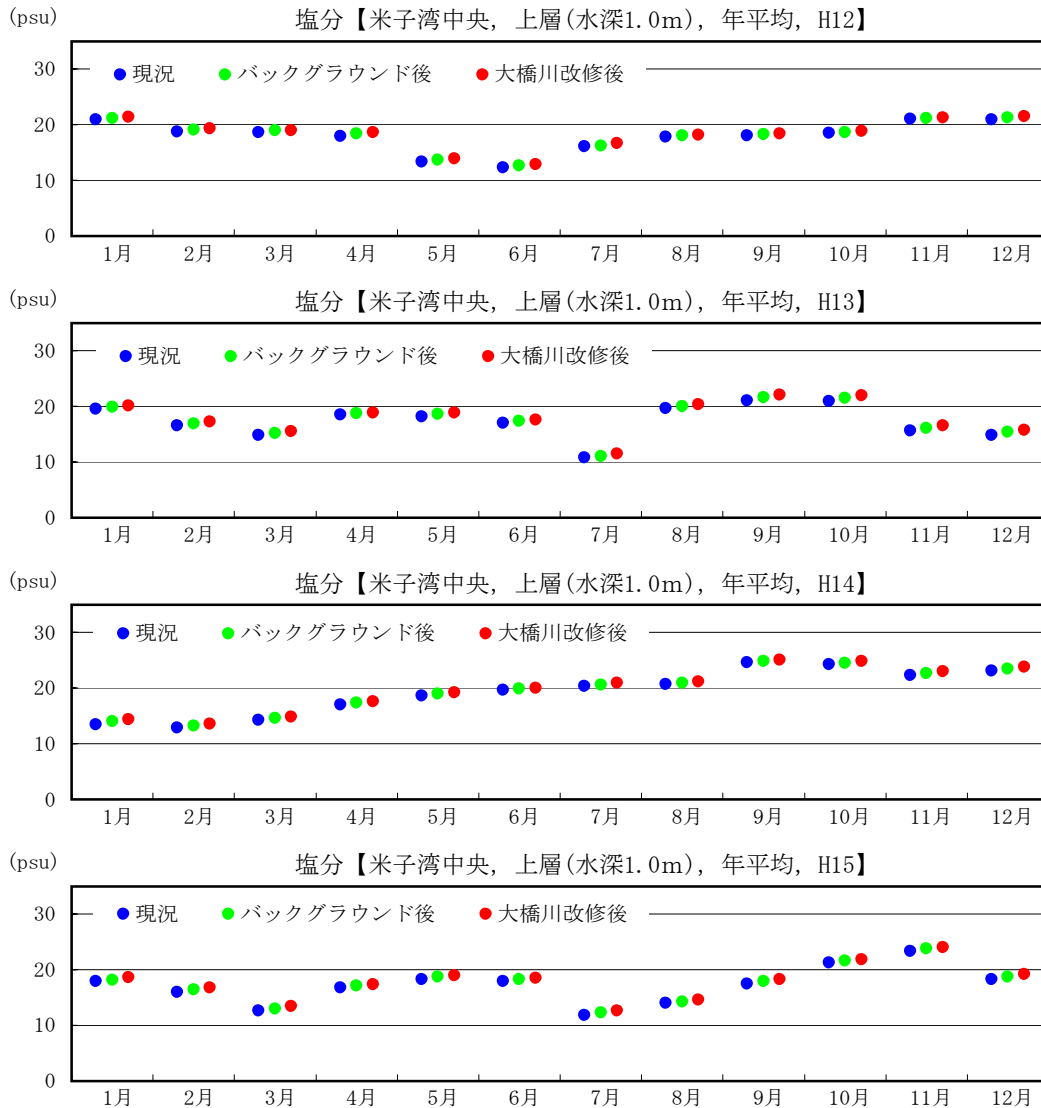 (psu)
塩分【米子湾中央, 上層(水深1.0m), 年平均, H12】
30
現況 バックグラウンド後 大橋川改修後
20
10
0
1月 2月 3月 4月 5月 6月 7月 8月 9月 10月 11月 12月
(psu)
塩分【米子湾中央, 上層(水深1.0m), 年平均, H13】
30
現況 バックグラウンド後 大橋川改修後
20
10
0
1月 2月 3月 4月 5月 6月 7月 8月 9月 10月 11月 12月
(psu)
塩分【米子湾中央, 上層(水深1.0m), 年平均, H14】
30
現況 バックグラウンド後 大橋川改修後
20
10
0
1月 2月 3月 4月 5月 6月 7月 8月 9月 10月 11月 12月
(psu)
塩分【米子湾中央, 上層(水深1.0m), 年平均, H15】
30
現況 バックグラウンド後 大橋川改修後
20
10
0
1月 2月 3月 4月 5月 6月 7月 8月 9月 10月 11月 12月